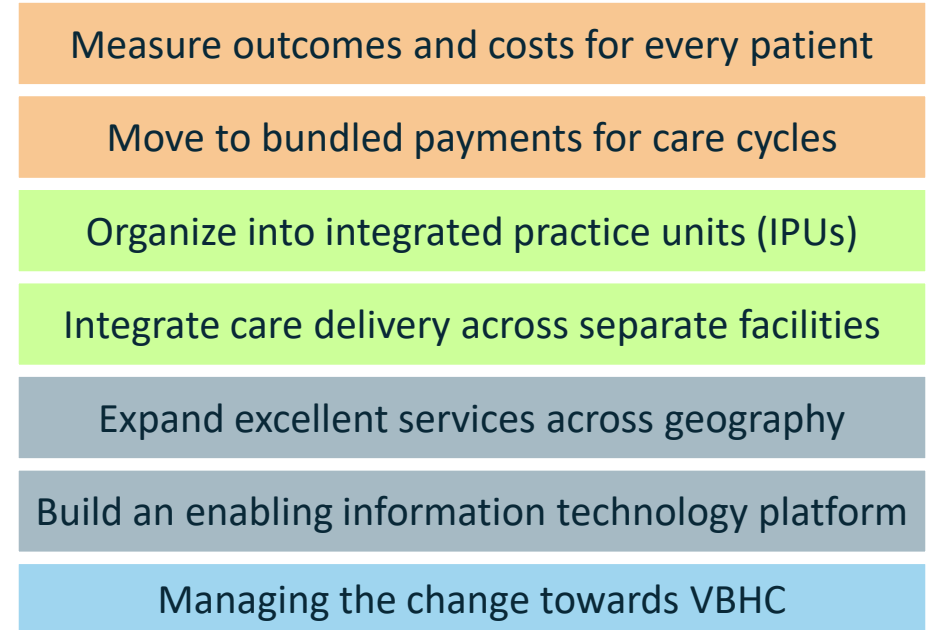 Measure outcomes and costs for every patient
Move to bundled payments for care cycles
Organize into integrated practice units (IPUs)
Integrate care delivery across separate facilities
Expand excellent services across geography
Build an enabling information technology platform
Managing the change towards VBHC